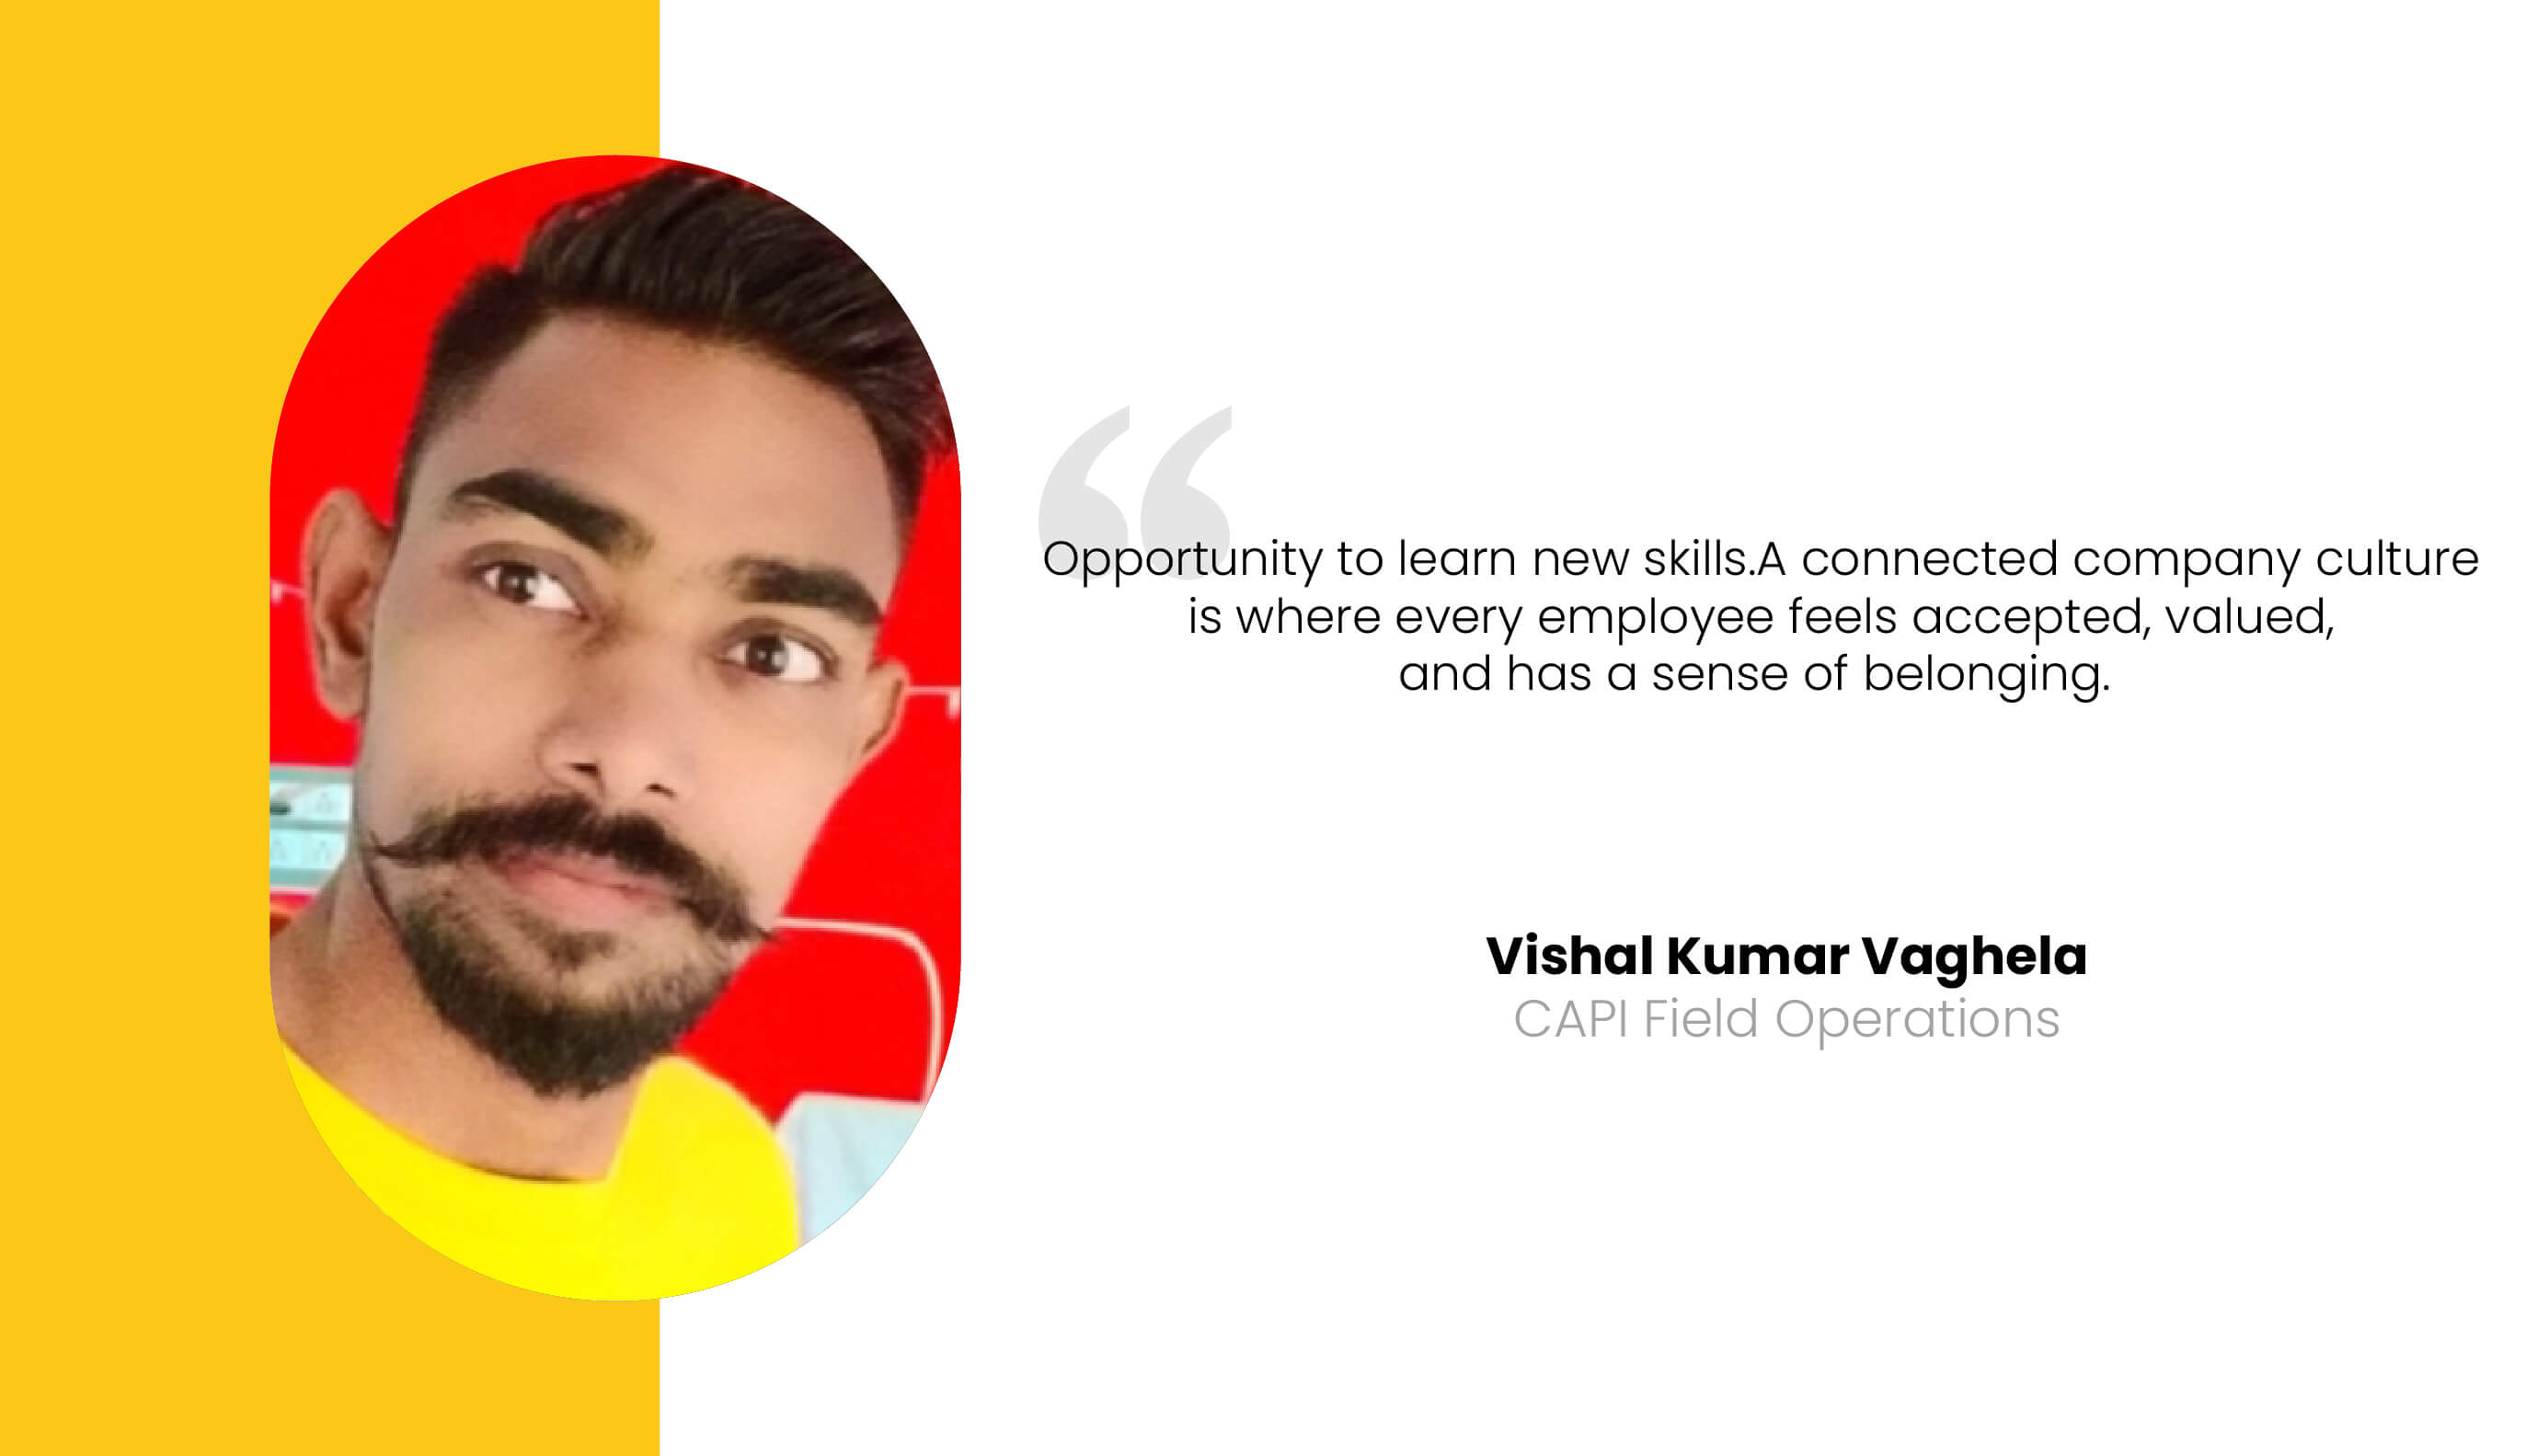 Opportunity to learn new skills.A connected company culture
is where every employee feels accepted, valued,
and has a sense of belonging.
Vishal Kumar Vaghela
CAPI Field Operations